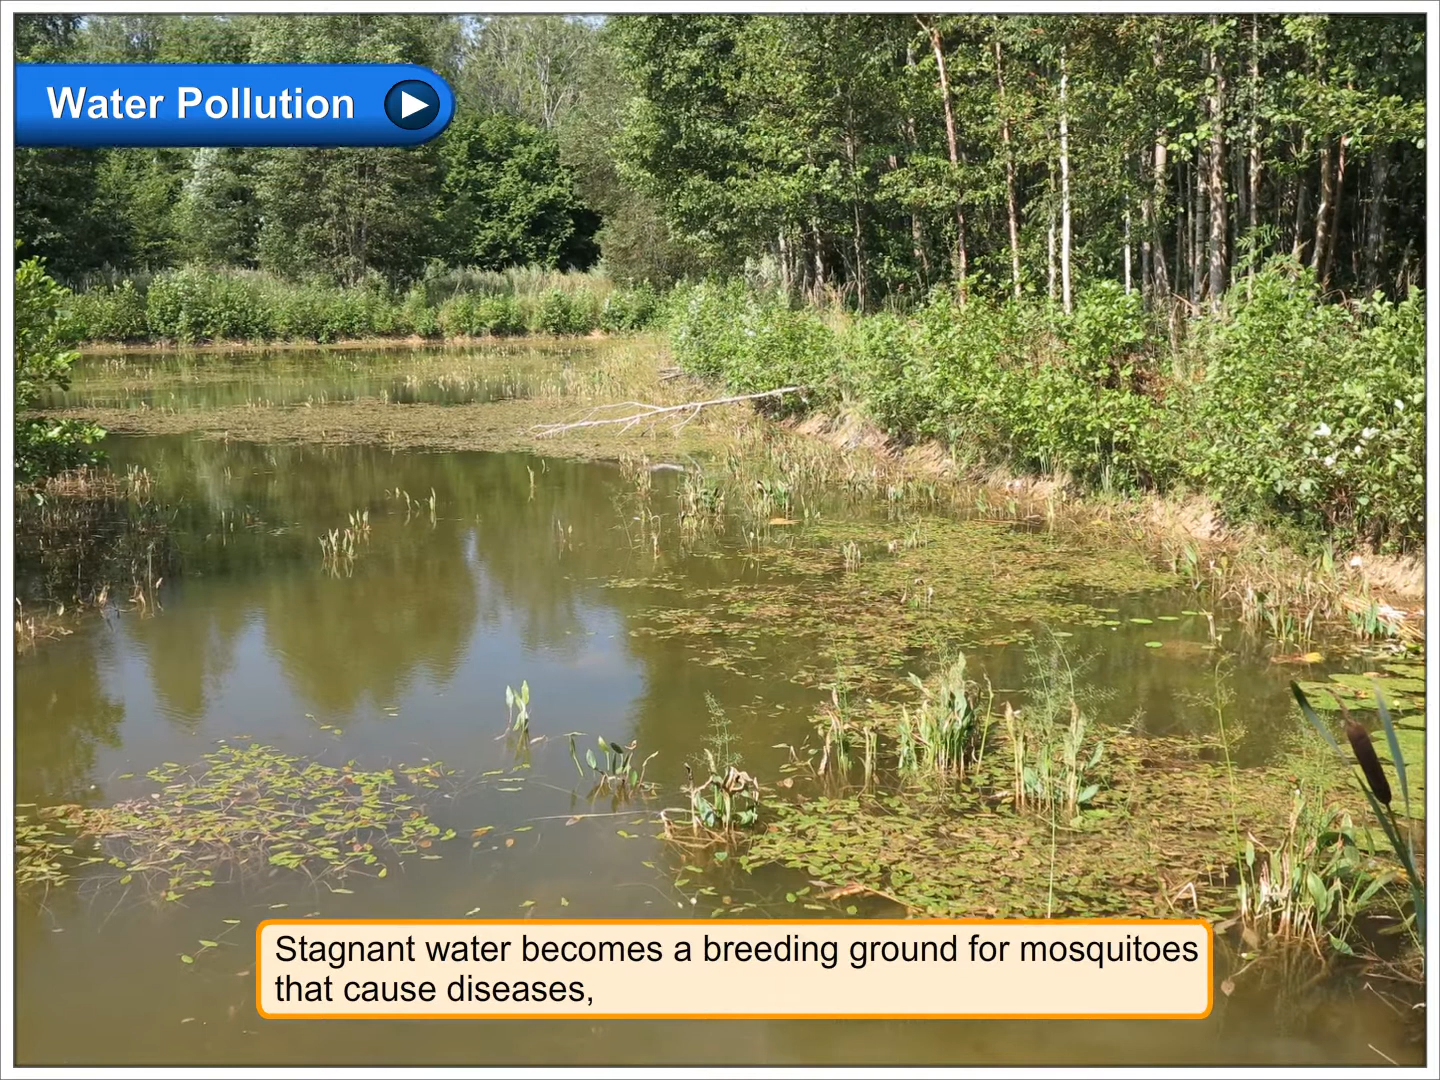 Water Pollution
Stagnant water becomes a breeding ground for mosquitoes
that cause diseases,